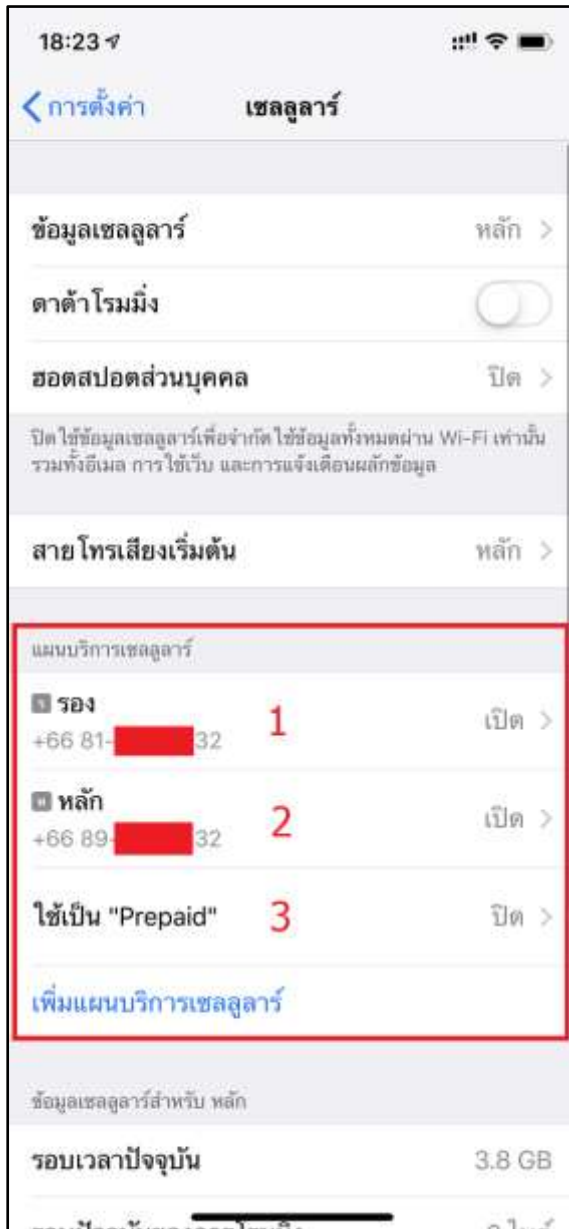 18:23
การตั้งค่า เซลลูลาร์
ข้อมูลเซลลูลาร์ หลัก
ดาต้าโรมมิ่ง
ฮอตสปอตส่วนบุคคล ปิด
ปิดใช้ข้อมูลเซลลูลาร์เพื่อจำกัดใช้ข้อมูลทั้งหมดผ่าน Wi-Fi เท่านั้น
รวมทั้งอีเมล การใช้เว็บ และการแจ้งเตือนผลักข้อมูล
สายโทรเสียงเริ่มต้น หลัก
แผนบริการเซลลูลาร์
รอง
+66 81- 32 1 เปิด
หลัก
+66 89- 32 2 เปิด
ใช้เป็น "Prepaid" 3 ปิด
เพิ่มแผนบริการเซลลูลาร์
ข้อมูลเซลลูลาร์สำหรับ หลัก
รอบเวลาปัจจุบัน 3.8 GB